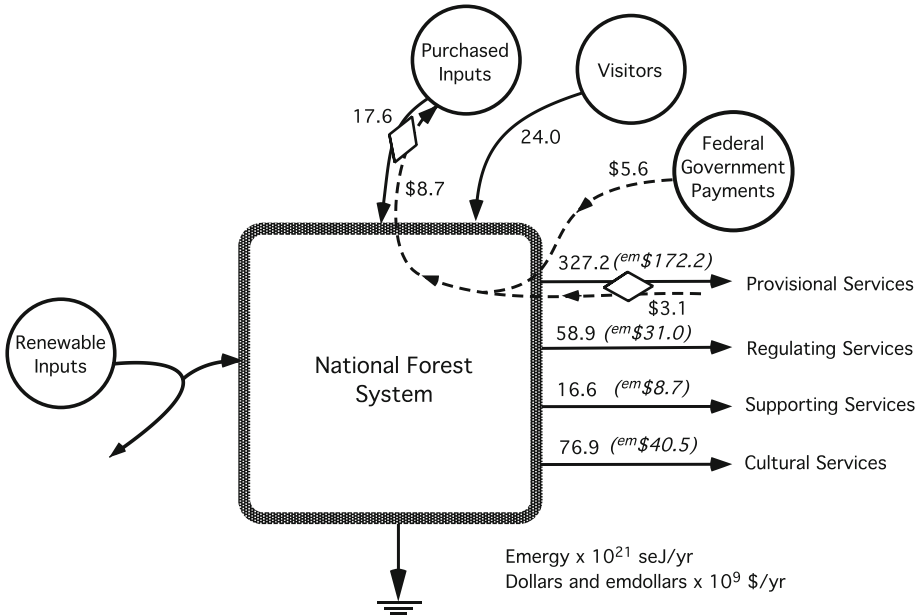 Purchased
Inputs
Visitors
17.6
24.0
Federal
Government
Payments
$5.6
$8.7
327.2 (em$172.2)
Provisional Services
$3.1
58.9 (em$31.0)
Regulating Services
Renewable
Inputs
National Forest
System
16.6 (em$8.7)
Supporting Services
76.9 (em$40.5)
Cultural Services
Emergy x 10²¹ seJ/yr
Dollars and emdollars x 10⁹ $/yr